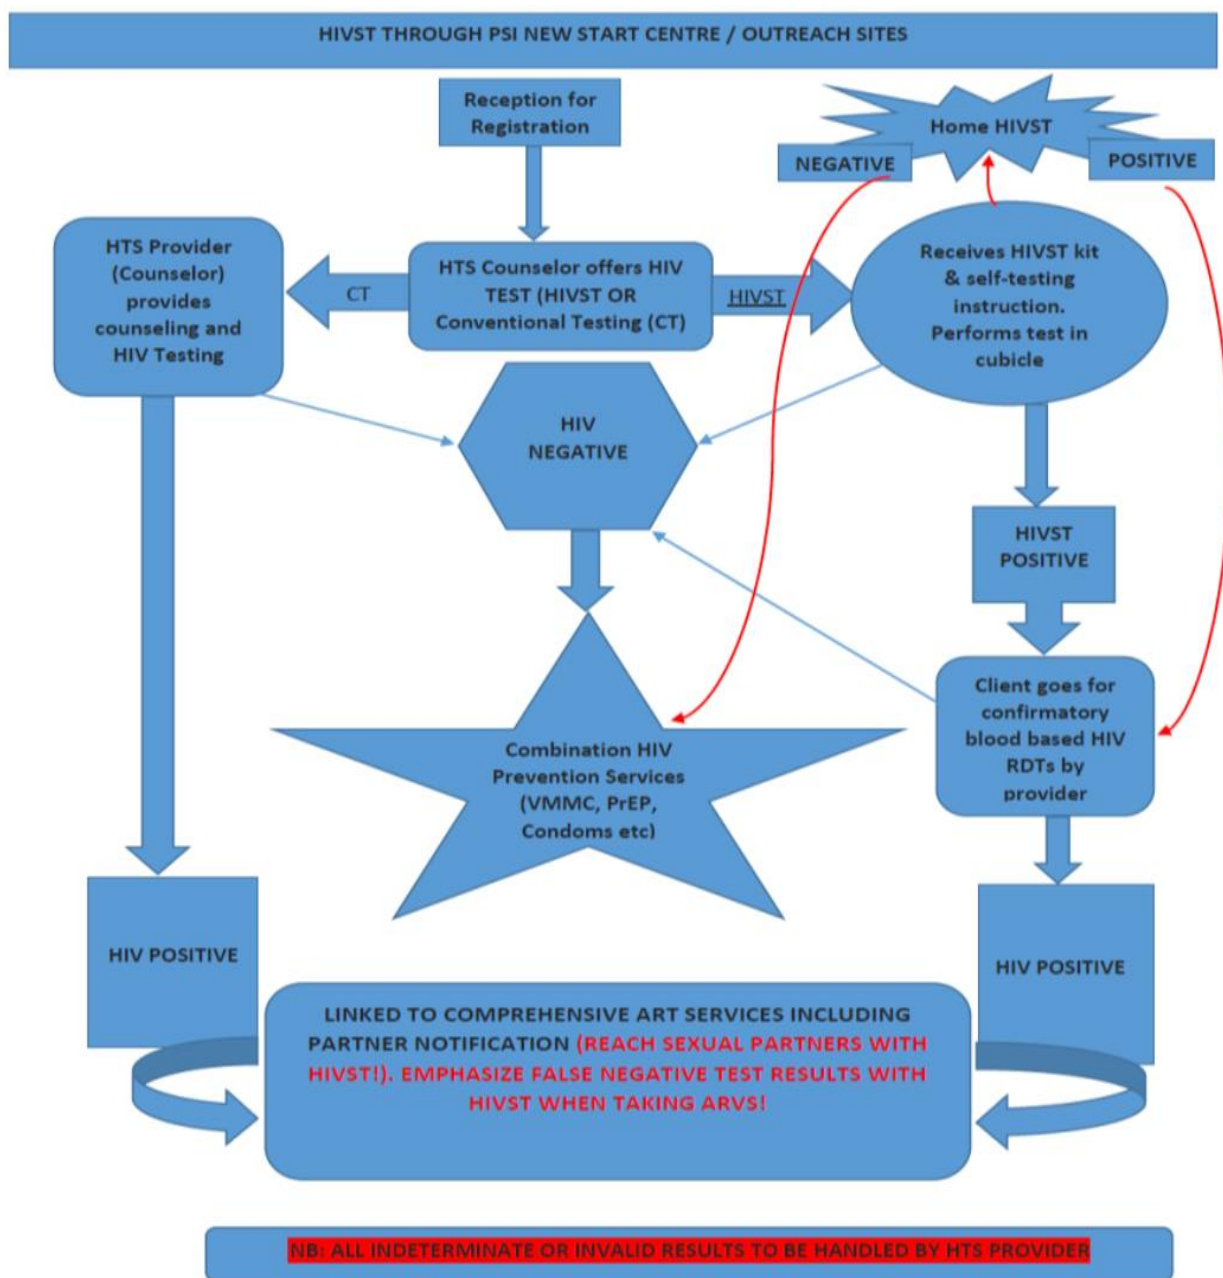 HIVST THROUGH PSI NEW START CENTRE / OUTREACH SITES
Reception for
Registration
Home HIVST
NEGATIVE
POSITIVE
HTS Provider
(Counselor)
provides
counseling and
HIV Testing
CT
HTS Counselor offers HIV
TEST (HIVST OR
Conventional Testing (CT)
HIVST
Receives HIVST kit
& self-testing
instruction.
Performs test in
cubicle
HIV
NEGATIVE
HIVST
POSITIVE
Client goes for
confirmatory
blood based HIV
RDTs by
provider
Combination HIV
Prevention Services
(VMMC, PrEP,
Condoms etc)
HIV POSITIVE
HIV POSITIVE
LINKED TO COMPREHENSIVE ART SERVICES INCLUDING
PARTNER NOTIFICATION (REACH SEXUAL PARTNERS WITH
HIVST!). EMPHASIZE FALSE NEGATIVE TEST RESULTS WITH
HIVST WHEN TAKING ARVS!
NB: ALL INDETERMINATE OR INVALID RESULTS TO BE HANDLED BY HTS PROVIDER